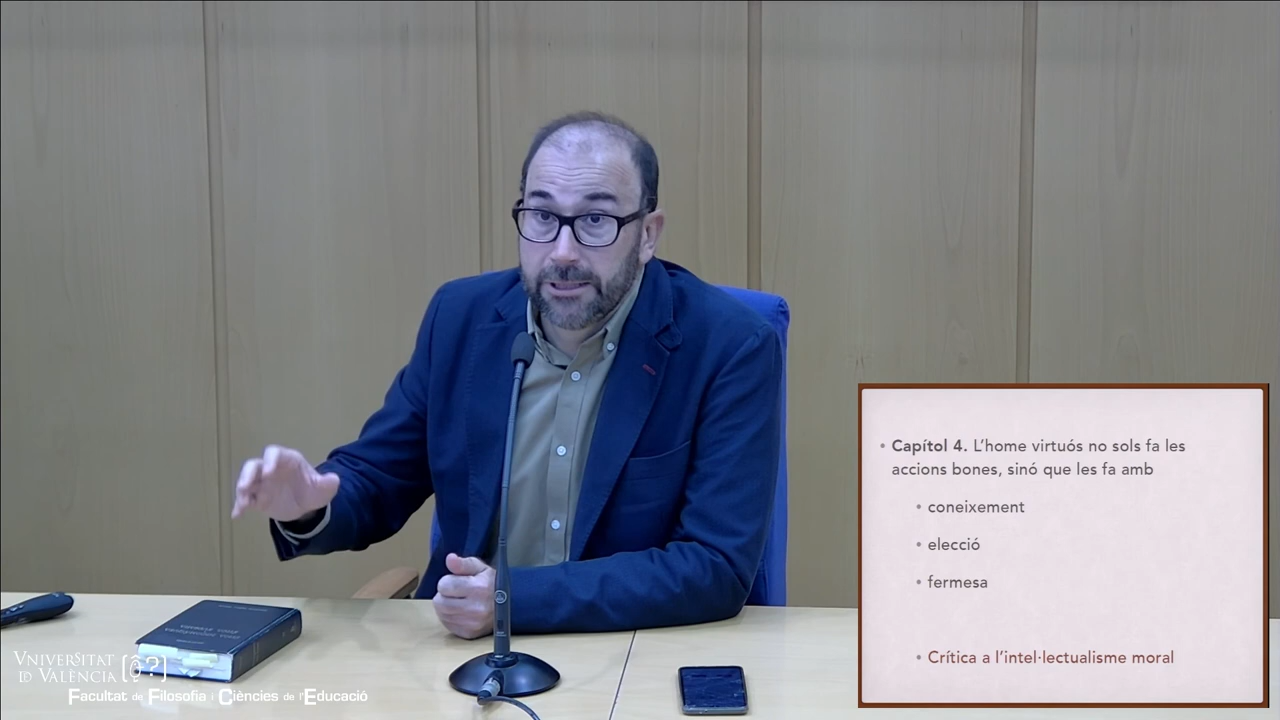 Capítol 4. L'home virtuós no sols fa les
accions bones, sinó que les fa amb
coneixement
elecció
fermesa
Crítica a l'intel·lectualisme moral
VNIVERSITAT
ID VALÈNCIA [ô?]
Facultat de Filosofia i Ciències de l'Educació